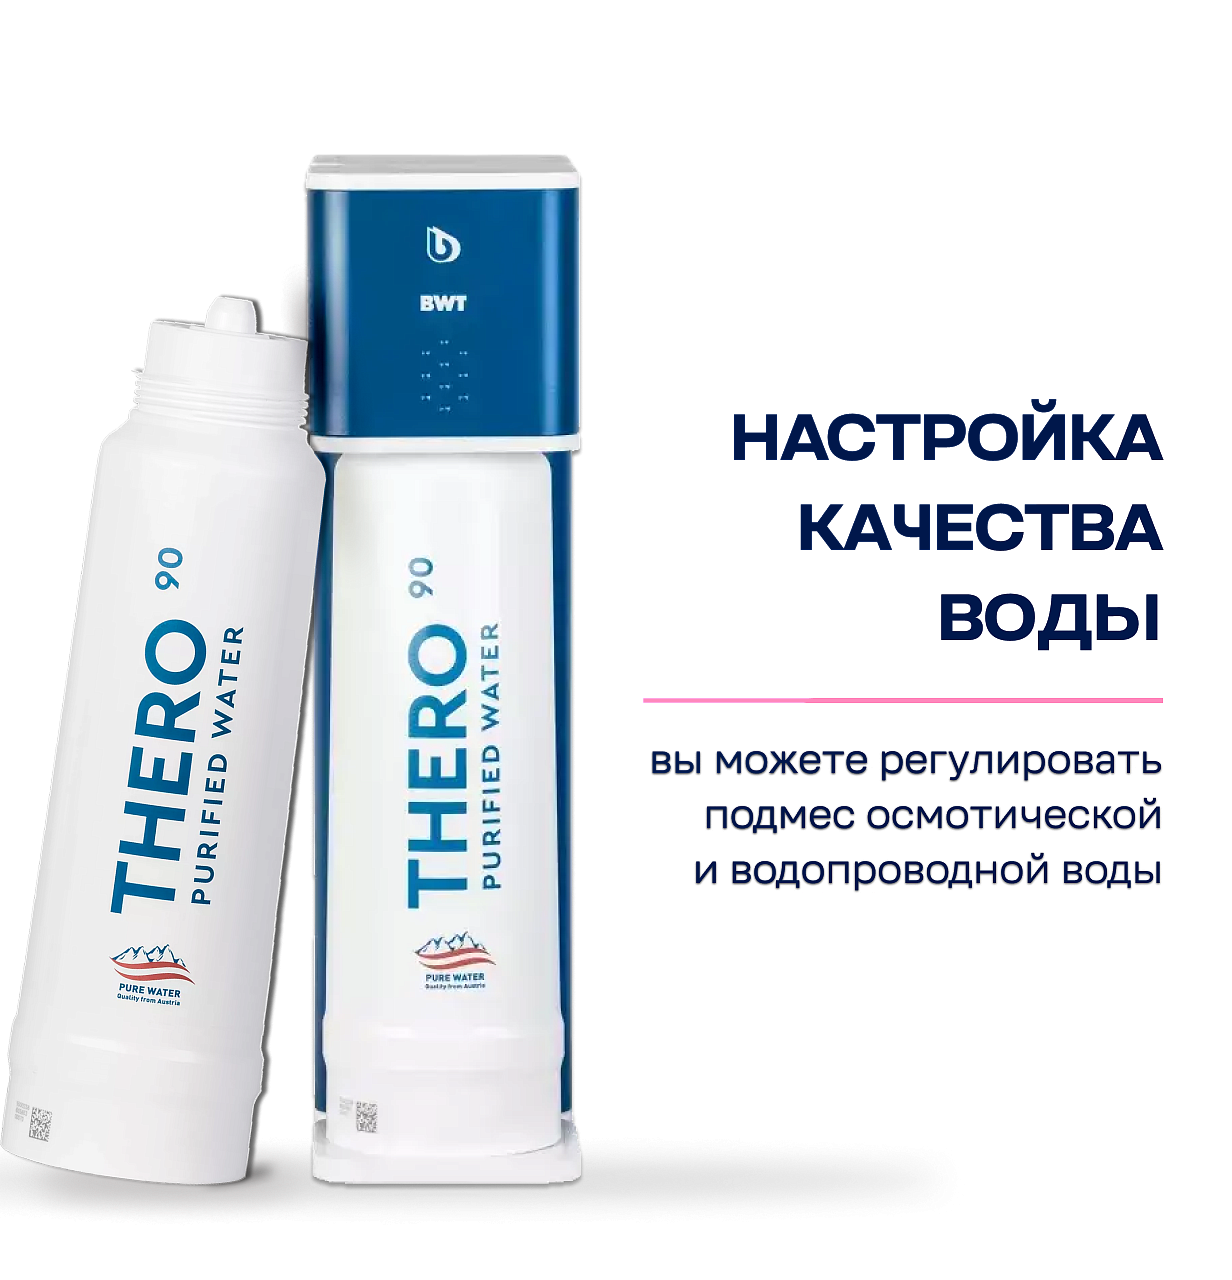 BWT
THERO 90
PURIFIED WATER
PURE WATER
Quality from Austria
THERO 90
PURIFIED WATER
PURE WATER
Quality from Austria
НАСТРОЙКА
КАЧЕСТВА
ВОДЫ
вы можете регулировать
подмес осмотической
и водопроводной воды